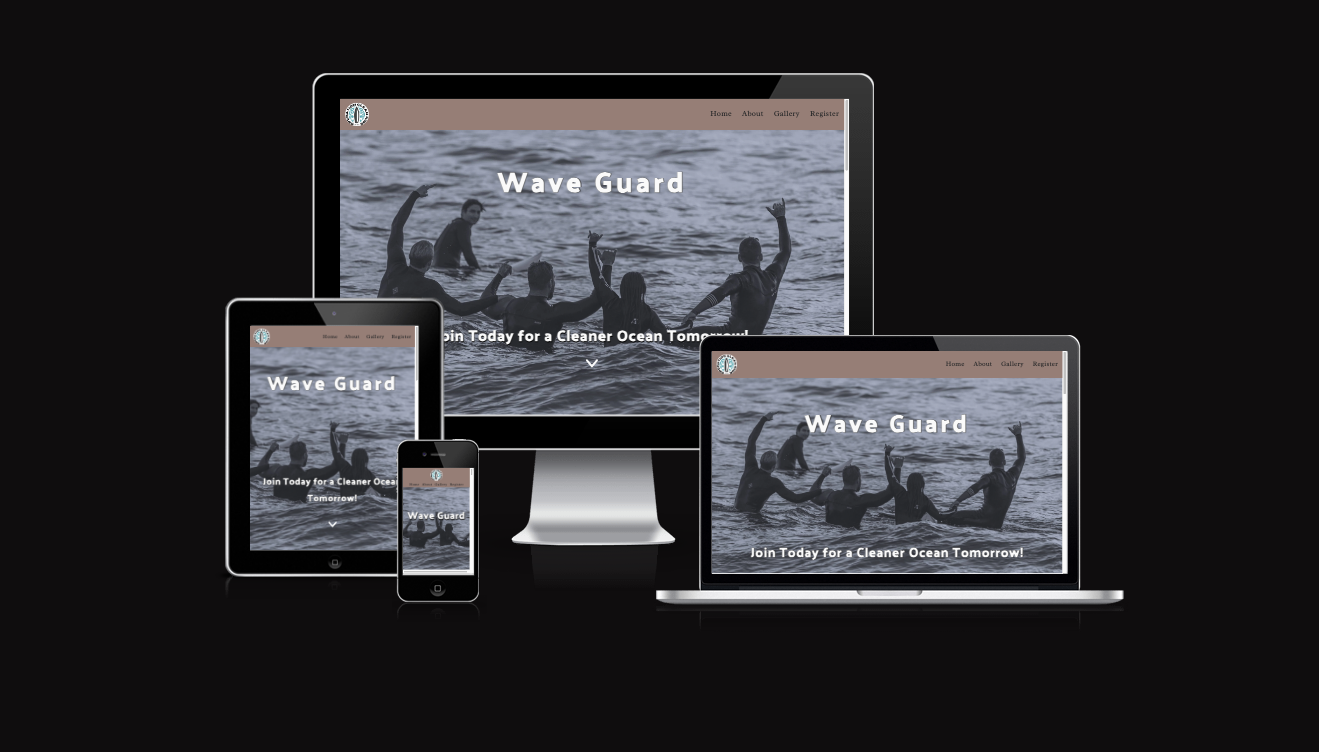 Home About Gallery Register
Wave Guard
oin Today for a Cleaner Ocean Tomorrow!
Home About Gallery Register
Wave Guard
Join Today for a Cleaner Ocean
Tomorrow!
Home About Gallery Register
Wave Guard
Home About Gallery Register
Wave Guard
Join Today for a Cleaner Ocean Tomorrow!